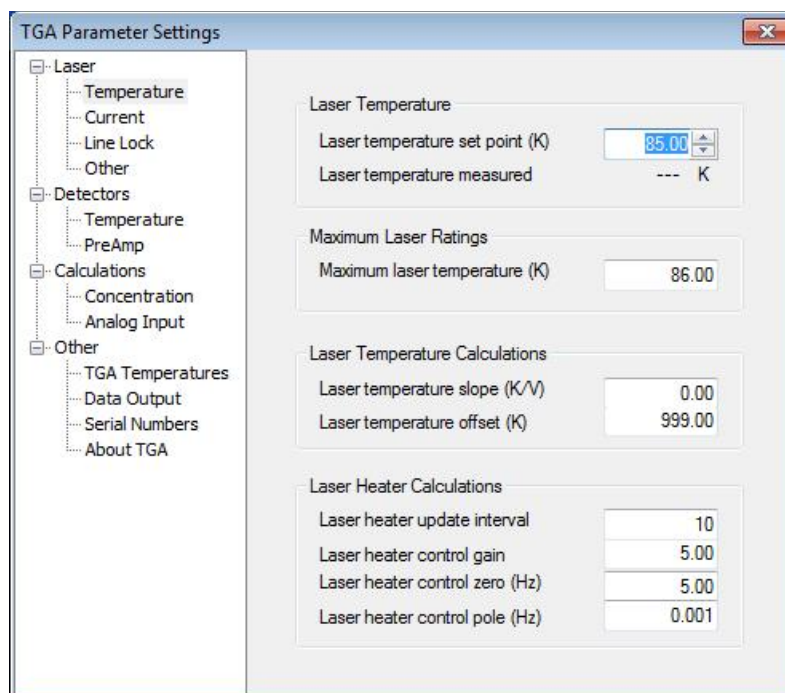 TGA Parameter Settings
Laser
Temperature
Current
Line Lock
Other
Detectors
Temperature
PreAmp
Calculations
Concentration
Analog Input
Other
TGA Temperatures
Data Output
Serial Numbers
About TGA
Laser Temperature
Laser temperature set point (K) 85.00
Laser temperature measured --- K
Maximum Laser Ratings
Maximum laser temperature (K) 86.00
Laser Temperature Calculations
Laser temperature slope (K/V) 0.00
Laser temperature offset (K) 999.00
Laser Heater Calculations
Laser heater update interval 10
Laser heater control gain 5.00
Laser heater control zero (Hz) 5.00
Laser heater control pole (Hz) 0.001